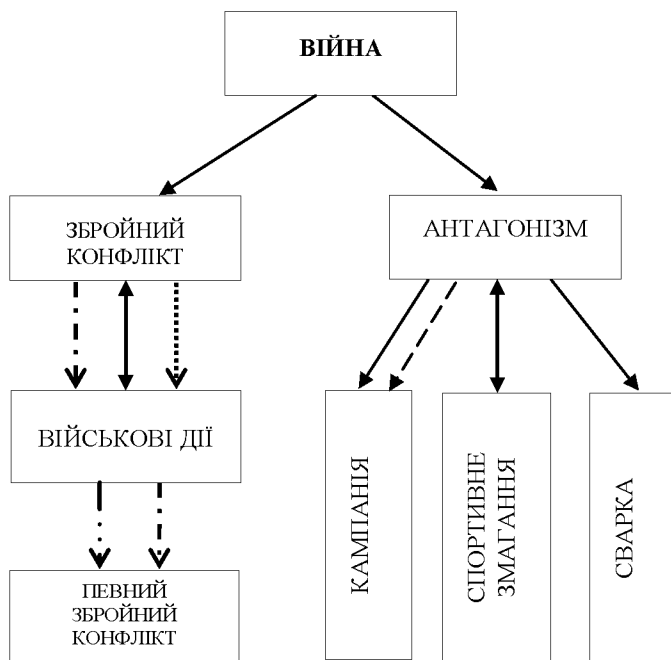 ВІЙНА
ЗБРОЙНИЙ
КОНФЛІКТ
АНТАГОНІЗМ
ВІЙСЬКОВІ ДІЇ
КАМПАНІЯ
СПОРТИВНЕ
ЗМАГАННЯ
СВАРКА
ПЕВНИЙ
ЗБРОЙНИЙ
КОНФЛІКТ